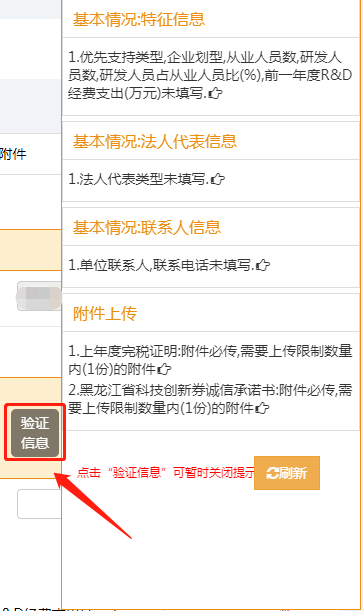 基本情况:特征信息
1.优先支持类型,企业划型,从业人员数,研发人
员数,研发人员占从业人员比(%),前一年度R&D
经费支出(万元)未填写.
附件
基本情况:法人代表信息
1.法人代表类型未填写.
基本情况:联系人信息
1.单位联系人,联系电话未填写.
附件上传
1.上年度完税证明:附件必传,需要上传限制数量
内(1份)的附件
2.黑龙江省科技创新券诚信承诺书:附件必传,需
要上传限制数量内(1份)的附件
验证
信息
点击“验证信息”可暂时关闭提示
刷新